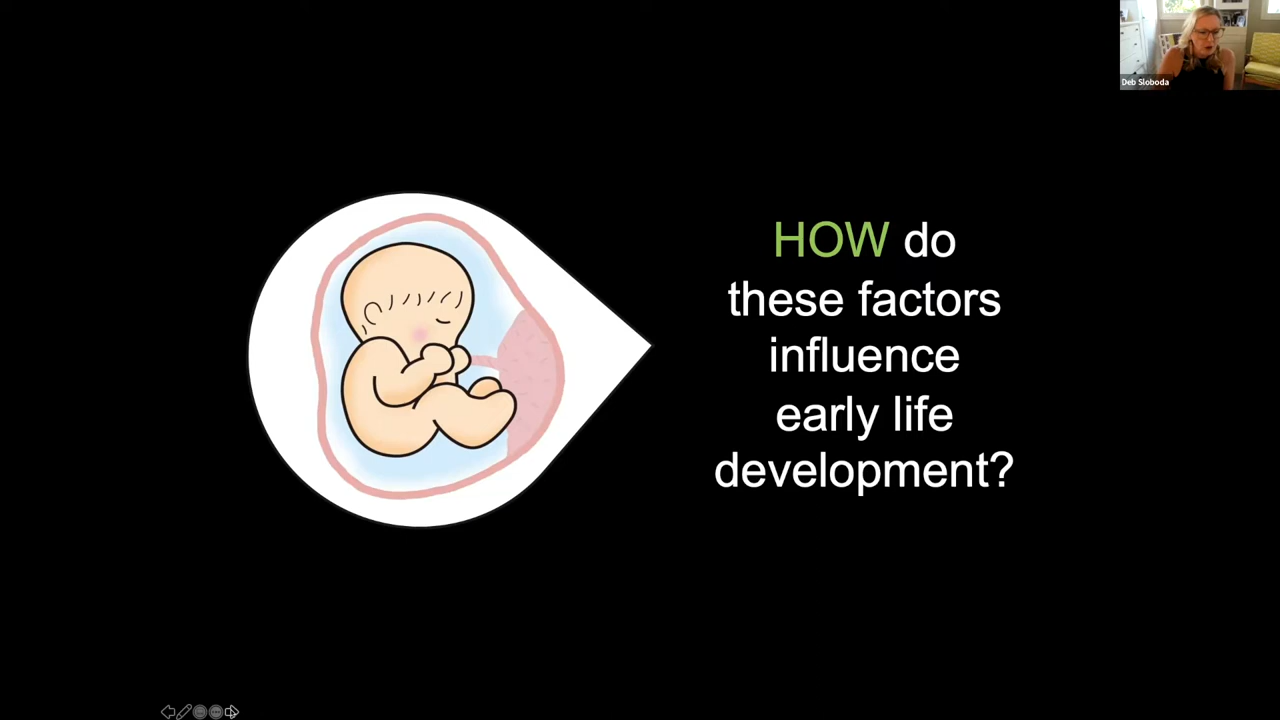 Deb Sloboda
HOW do
these factors
influence
early life
development?